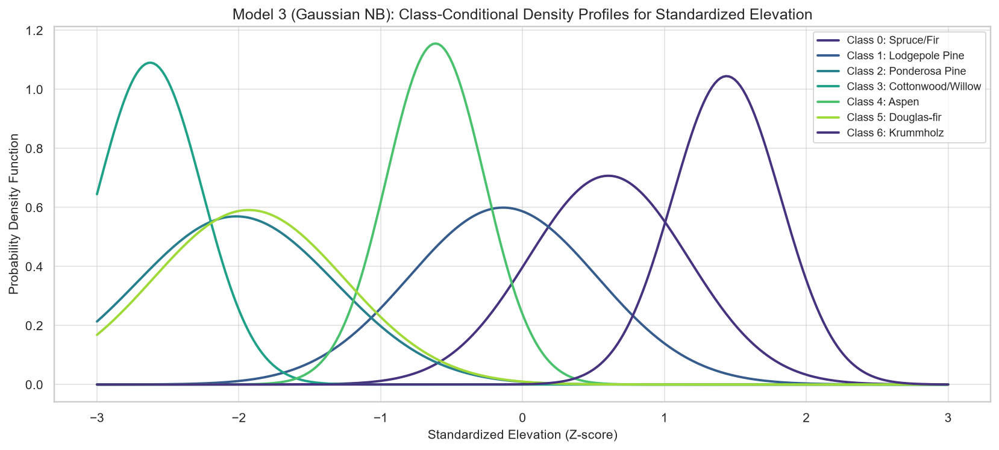 Model 3 (Gaussian NB): Class-Conditional Density Profiles for Standardized Elevation
1.2
1.0
0.8
0.6
0.4
0.2
0.0
Probability Density Function
Class 0: Spruce/Fir
Class 1: Lodgepole Pine
Class 2: Ponderosa Pine
Class 3: Cottonwood/Willow
Class 4: Aspen
Class 5: Douglas-fir
Class 6: Krummholz
−3 −2 −1 0 1 2 3
Standardized Elevation (Z-score)